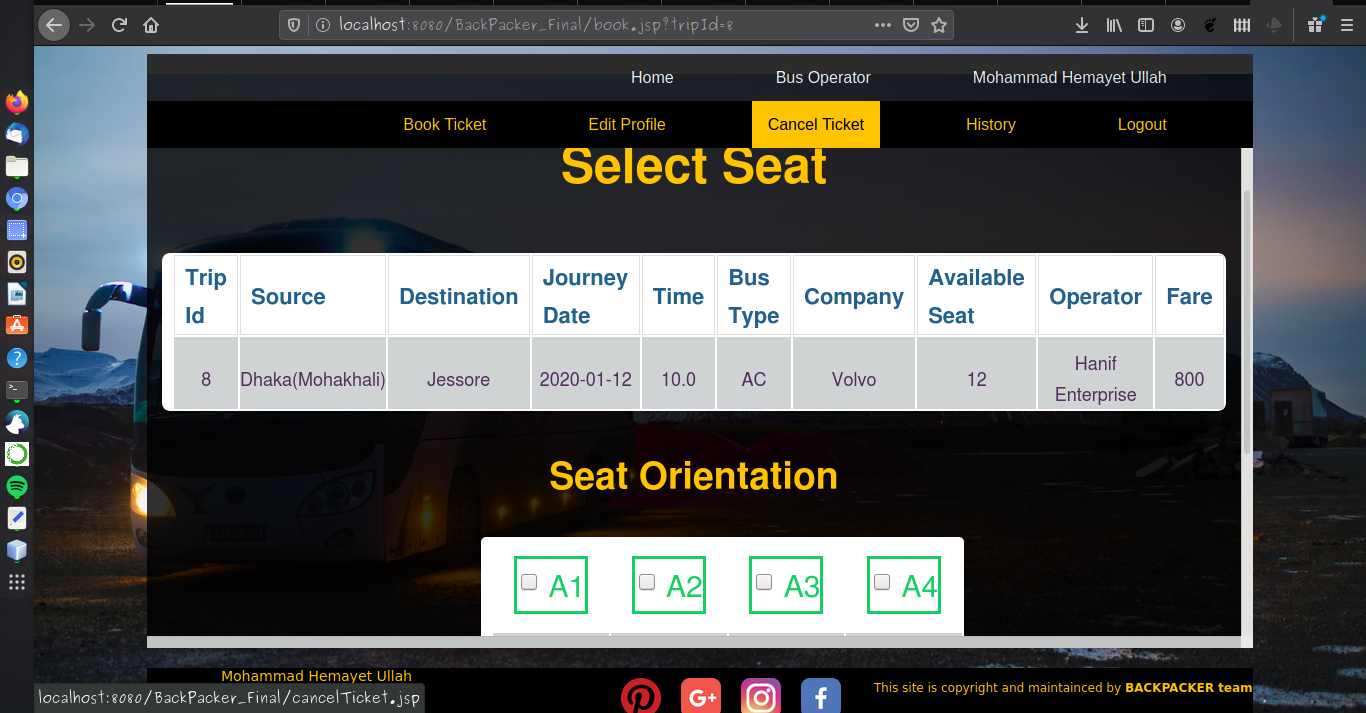 localhost:8080/BackPacker_Final/book.jsp?tripId=8
Home Bus Operator Mohammad Hemayet Ullah
Book Ticket Edit Profile Cancel Ticket History Logout
Select Seat
Trip Id Source Destination Journey Date Time Bus Type Company Available Seat Operator Fare
8 Dhaka(Mohakhali) Jessore 2020-01-12 10.0 AC Volvo 12 Hanif Enterprise 800
Seat Orientation
A1 A2 A3 A4
Mohammad Hemayet Ullah
This site is copyright and maintainced by BACKPACKER team
localhost:8080/BackPacker_Final/cancelTicket.jsp